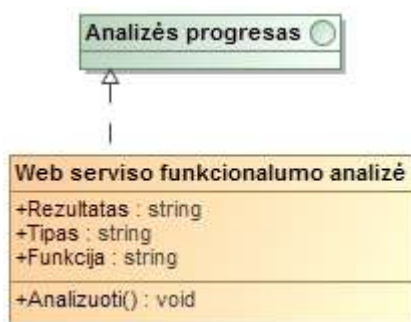 Analizės progresas
Web serviso funkcionalumo analizė
+Rezultatas : string
+Tipas : string
+Funkcija : string
+Analizuoti() : void